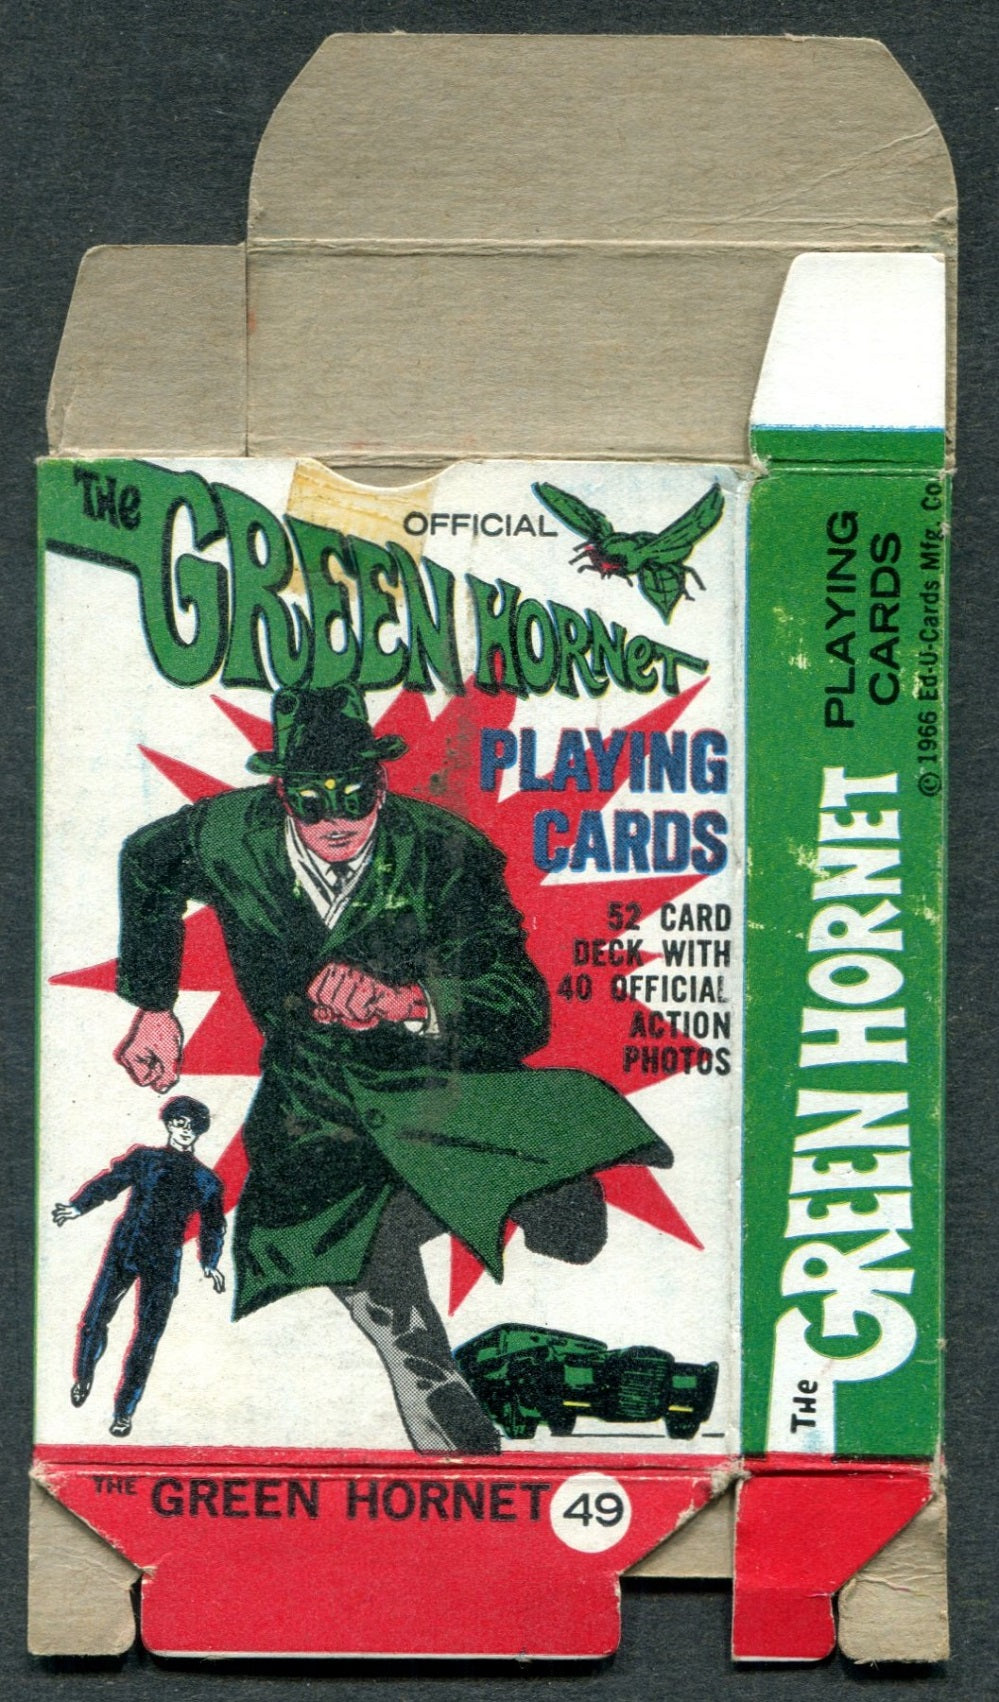 THE GREEN HORNET
OFFICIAL
PLAYING
CARDS
52 CARD
DECK WITH
40 OFFICIAL
ACTION
PHOTOS
THE GREEN HORNET 49
THE GREEN HORNET
PLAYING
CARDS
© 1966 Ed-U-Cards Mfg. Co